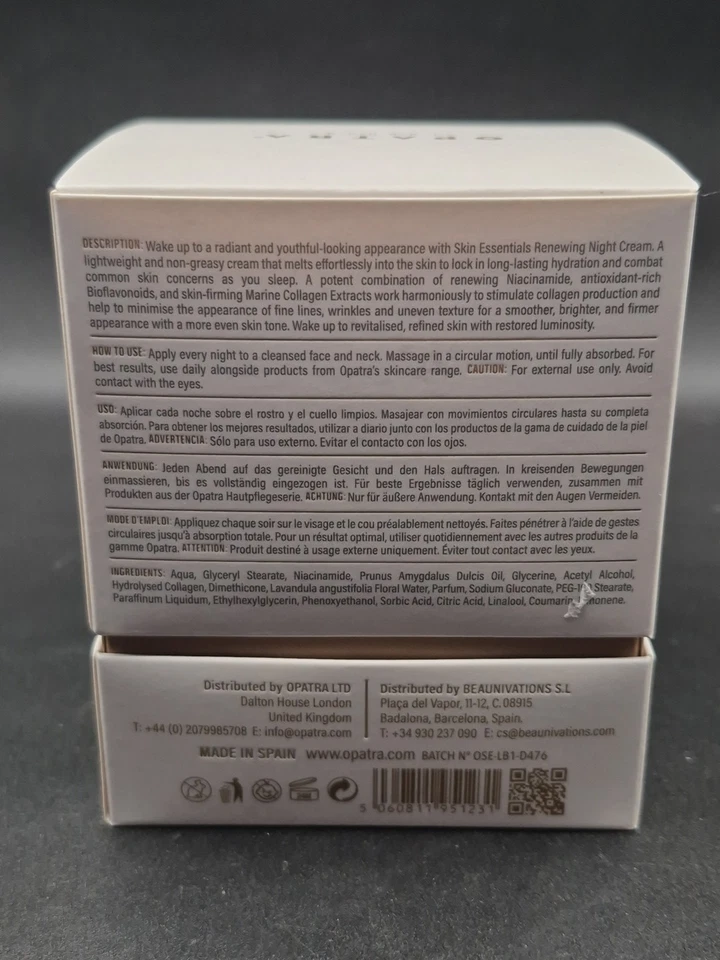 OPATRA
DESCRIPTION: Wake up to a radiant and youthful-looking appearance with Skin Essentials Renewing Night Cream. A
lightweight and non-greasy cream that melts effortlessly into the skin to lock in long-lasting hydration and combat
common skin concerns as you sleep. A potent combination of renewing Niacinamide, antioxidant-rich
Bioflavonoids, and skin-firming Marine Collagen Extracts work harmoniously to stimulate collagen production and
help to minimise the appearance of fine lines, wrinkles and uneven texture for a smoother, brighter, and firmer
appearance with a more even skin tone. Wake up to revitalised, refined skin with restored luminosity.
HOW TO USE: Apply every night to a cleansed face and neck. Massage in a circular motion, until fully absorbed. For
best results, use daily alongside products from Opatra's skincare range. CAUTION: For external use only. Avoid
contact with the eyes.
USO: Aplicar cada noche sobre el rostro y el cuello limpios. Masajear con movimientos circulares hasta su completa
absorción. Para obtener los mejores resultados, utilizar a diario junto con los productos de la gama de cuidado de la piel
de Opatra. ADVERTENCIA: Sólo para uso externo. Evitar el contacto con los ojos.
ANWENDUNG: Jeden Abend auf das gereinigte Gesicht und den Hals auftragen. In kreisenden Bewegungen
einmassieren, bis es vollständig eingezogen ist. Für beste Ergebnisse täglich verwenden, zusammen mit
Produkten aus der Opatra Hautpflegeserie. ACHTUNG: Nur für äußere Anwendung. Kontakt mit den Augen Vermeiden.
MODE D'EMPLOI: Appliquez chaque soir sur le visage et le cou préalablement nettoyés. Faites pénétrer à l'aide de gestes
circulaires jusqu'à absorption totale. Pour un résultat optimal, utiliser quotidiennement avec les autres produits de la
gamme Opatra. ATTENTION: Produit destiné à usage externe uniquement. Éviter tout contact avec les yeux.
INGREDIENTS: Aqua, Glyceryl Stearate, Niacinamide, Prunus Amygdalus Dulcis Oil, Glycerine, Acetyl Alcohol,
Hydrolysed Collagen, Dimethicone, Lavandula angustifolia Floral Water, Parfum, Sodium Gluconate, Stearate,
Paraffinum Liquidum, Ethylhexylglycerin, Phenoxyethanol, Sorbic Acid, Citric Acid, Linalool, Coumarin,
Distributed by OPATRA LTD
Dalton House London
United Kingdom
T: +44 (0) 2079985708 E: info@opatra.com
Distributed by BEAUNIVATIONS S.L
Plaça del Vapor, 11-12, C. 08915
Badalona, Barcelona, Spain.
T: +34 930 237 090 E: cs@beaunivations.com
MADE IN SPAIN www.opatra.com BATCH N° OSE-LB1-D476
5 060811 951231